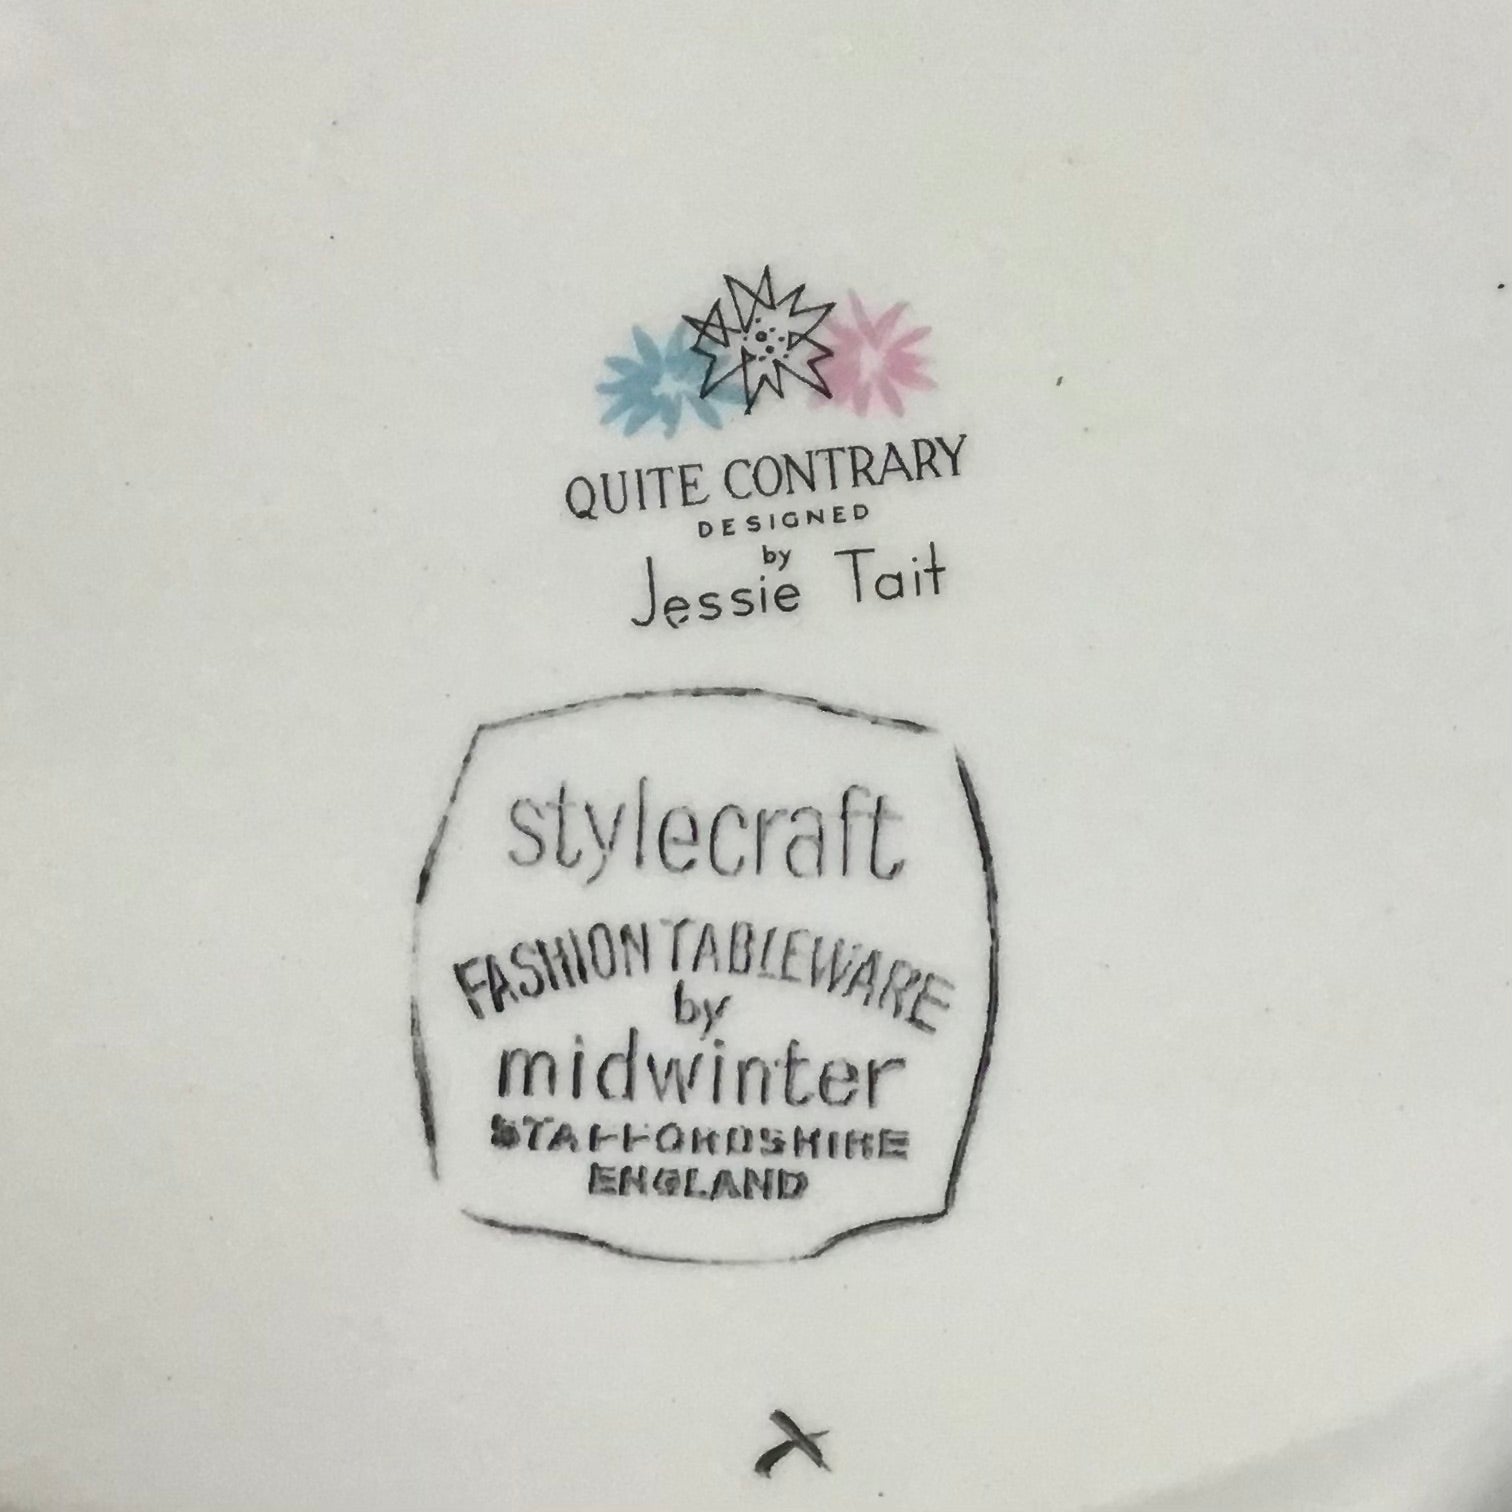 QUITE CONTRARY
DESIGNED
by
Jessie Tait
stylecraft
FASHION TABLEWARE
by
midwinter
STAFFORDSHIRE
ENGLAND